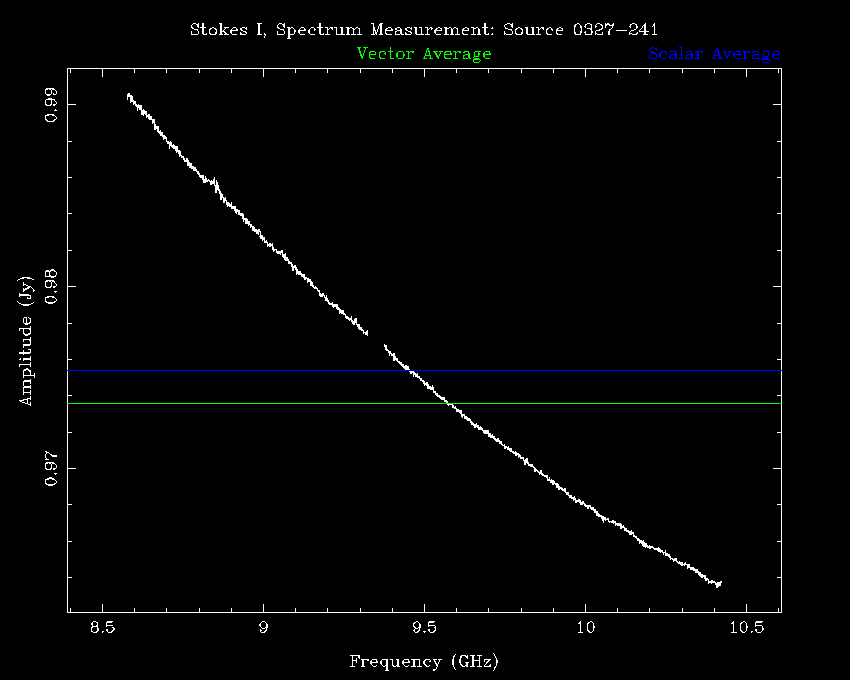 Stokes I, Spectrum Measurement: Source 0327-241
Vector Average Scalar Average
0.99
0.98
0.97
Amplitude (Jy)
8.5 9 9.5 10 10.5
Frequency (GHz)